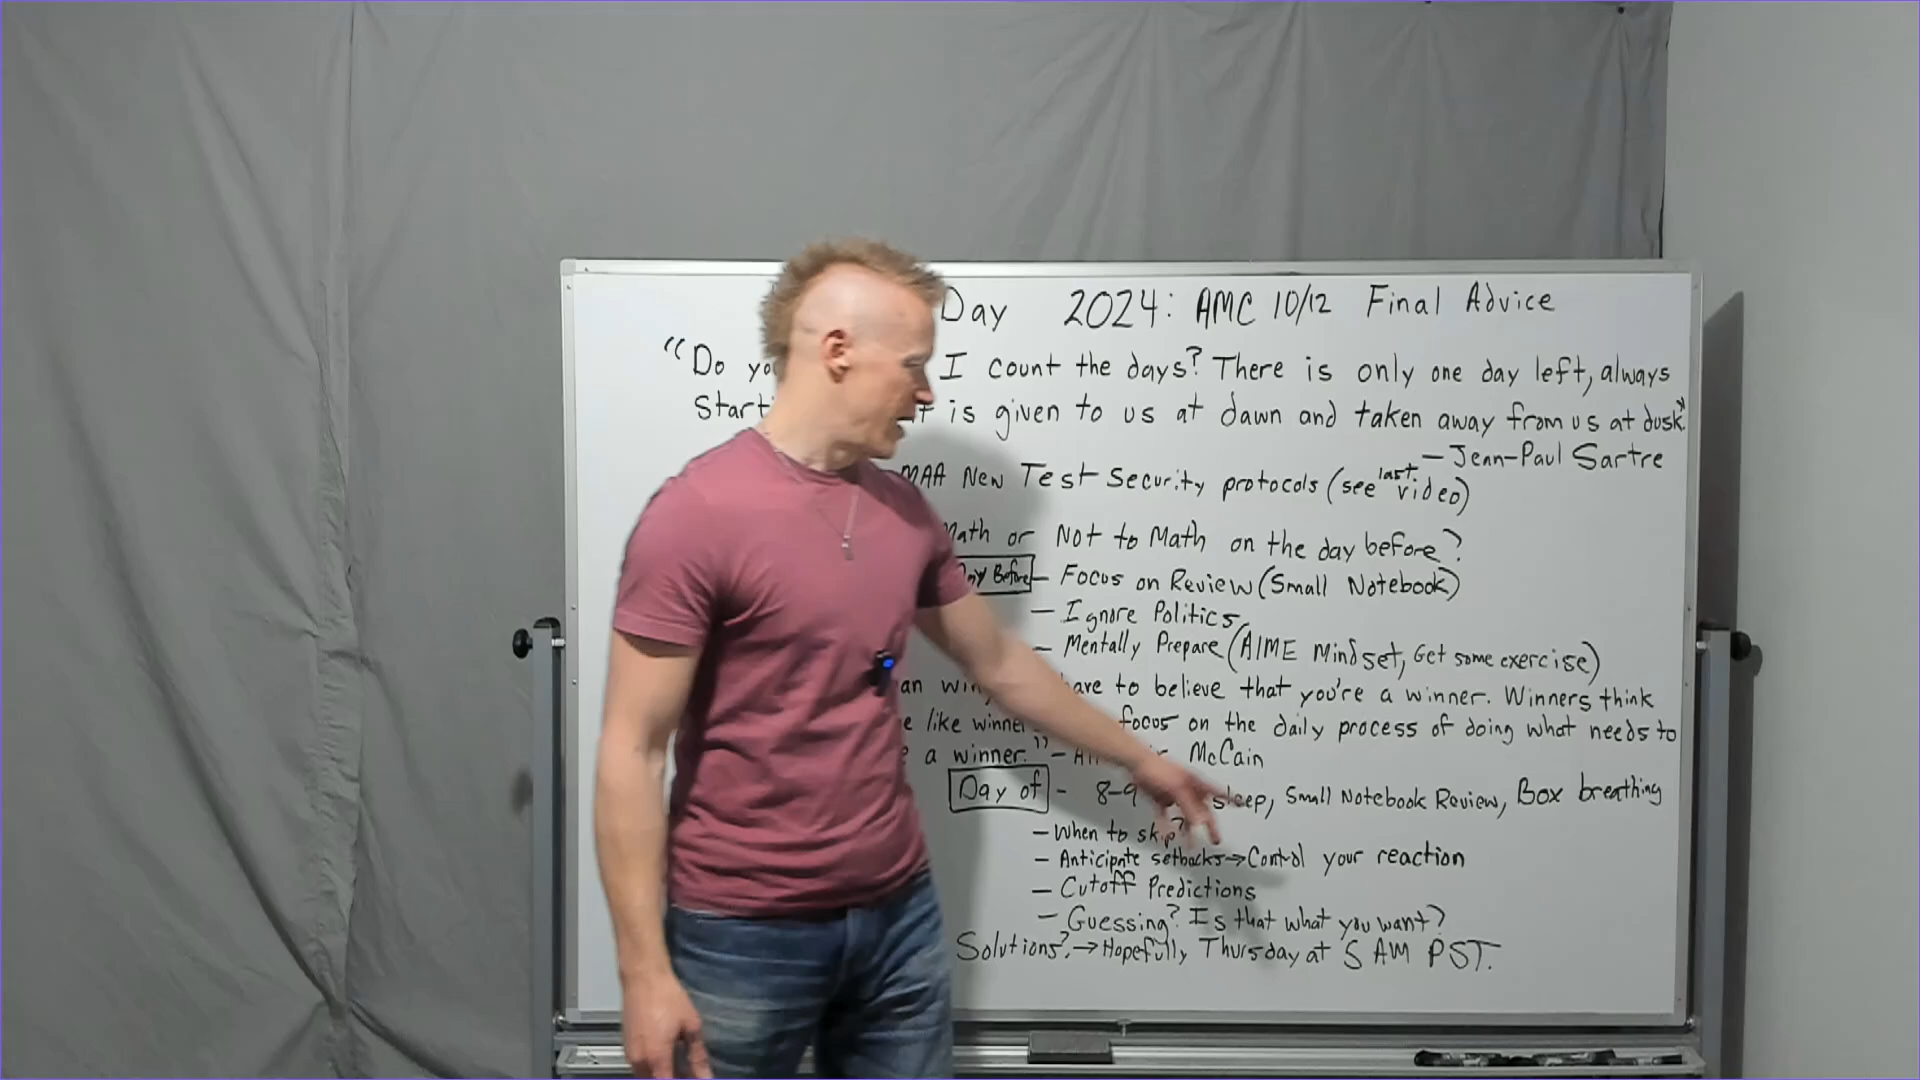 Day 2024: AMC 10/12 Final Advice
"Do yo I count the days? There is only one day left, always
Start is given to us at dawn and taken away from us at dusk"
- Jean-Paul Sartre
MAA New Test Security protocols (see last video)
Math or Not to Math on the day before?
Day Before - Focus on Review (Small Notebook)
- Ignore Politics
- Mentally Prepare (AIME Mindset, Get some exercise)
an win have to believe that you're a winner. Winners think
like winner focus on the daily process of doing what needs to
a winner." - McCain
Day of - 8-9 sleep, Small Notebook Review, Box breathing
- When to skip?
- Anticipate setbacks → Control your reaction
- Cutoff Predictions
- Guessing? Is that what you want?
Solutions? → Hopefully Thursday at 5 AM PST.